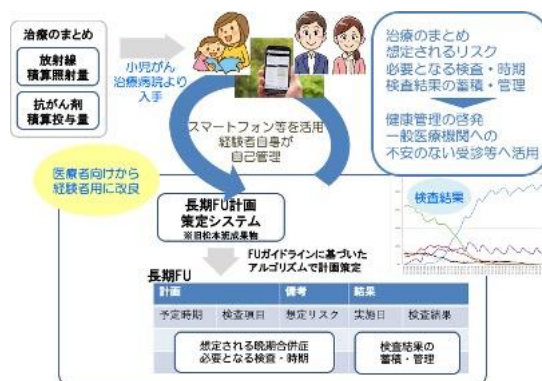 治療のまとめ
放射線
積算照射量
抗がん剤
積算投与量
小児がん
治療病院より
入手
スマートフォン等を活用
経験者自身が
自己管理
治療のまとめ
想定されるリスク
必要となる検査・時期
検査結果の蓄積・管理
健康管理の啓発
一般医療機関への
不安のない受診等へ活用
医療者向けから
経験者用に改良
長期FU計画
策定システム
※旧松本班成果物
検査結果
FUガイドラインに基づいた
アルゴリズムで計画策定
長期FU
計画 備考 結果
予定時期 検査項目 想定リスク 実施日 検査結果
想定される晩期合併症
必要となる検査・時期
検査結果の
蓄積・管理